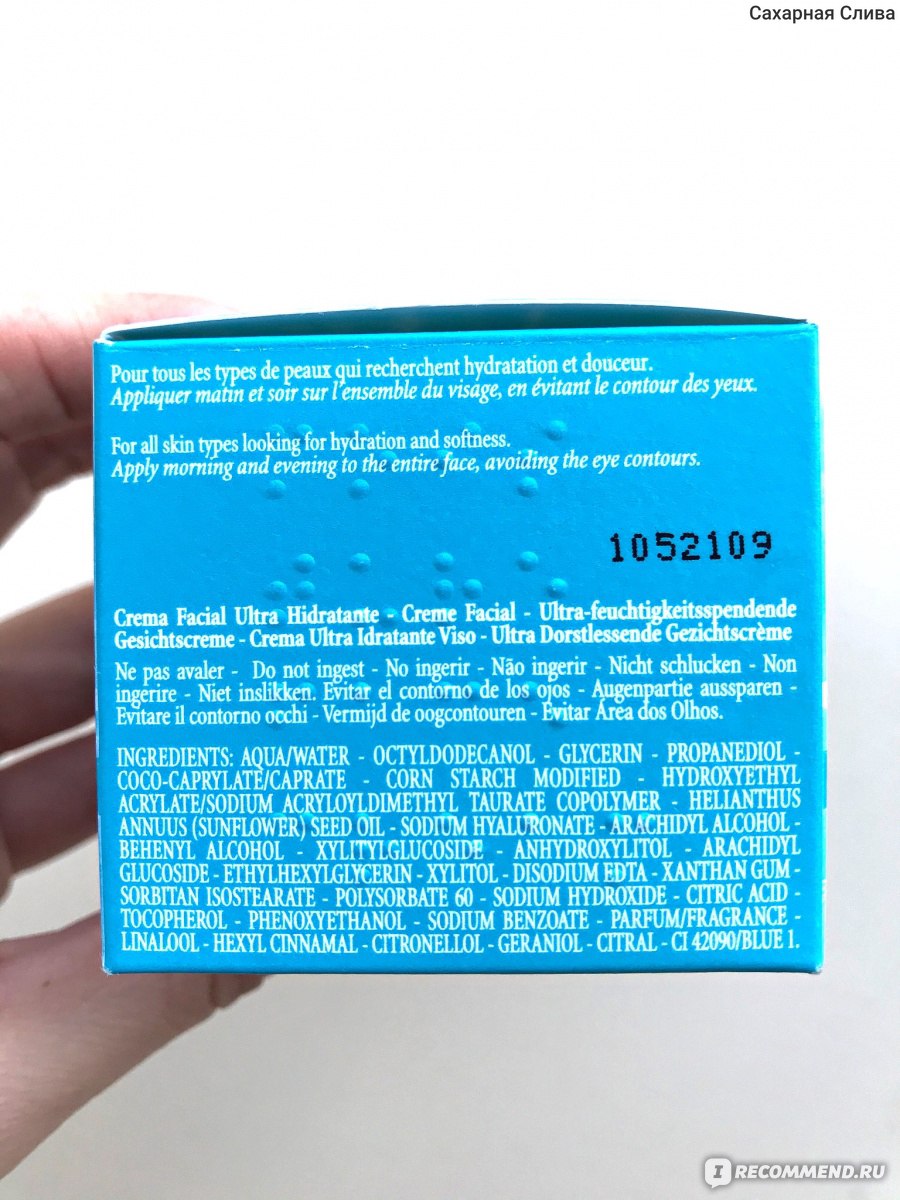 Сахарная Слива
Pour tous les types de peaux qui recherchent hydratation et douceur.
Appliquer matin et soir sur l'ensemble du visage, en évitant le contour des yeux.
For all skin types looking for hydration and softness.
Apply morning and evening to the entire face, avoiding the eye contours.
1052109
Crema Facial Ultra Hidratante - Creme Facial - Ultra-feuchtigkeitsspendende
Gesichtscreme - Crema Ultra Idratante Viso - Ultra Dorstlessende Gezichtscrème
Ne pas avaler - Do not ingest - No ingerir - Não ingerir - Nicht schlucken - Non
ingerire - Niet inslikken. Evitar el contorno de los ojos - Augenpartie aussparen -
Evitare il contorno occhi - Vermijd de oogcontouren - Evitar Área dos Olhos.
INGREDIENTS: AQUA/WATER - OCTYLDODECANOL - GLYCERIN - PROPANEDIOL -
COCO-CAPRYLATE/CAPRATE - CORN STARCH MODIFIED - HYDROXYETHYL
ACRYLATE/SODIUM ACRYLOYLDIMETHYL TAURATE COPOLYMER - HELIANTHUS
ANNUUS (SUNFLOWER) SEED OIL - SODIUM HYALURONATE - ARACHIDYL ALCOHOL -
BEHENYL ALCOHOL - XYLITYLGLUCOSIDE - ANHYDROXYLITOL - ARACHIDYL
GLUCOSIDE - ETHYLHEXYLGLYCERIN - XYLITOL - DISODIUM EDTA - XANTHAN GUM -
SORBITAN ISOSTEARATE - POLYSORBATE 60 - SODIUM HYDROXIDE - CITRIC ACID -
TOCOPHEROL - PHENOXYETHANOL - SODIUM BENZOATE - PARFUM/FRAGRANCE -
LINALOOL - HEXYL CINNAMAL - CITRONELLOL - GERANIOL - CITRAL - CI 42090/BLUE 1.
I RECOMMEND.RU